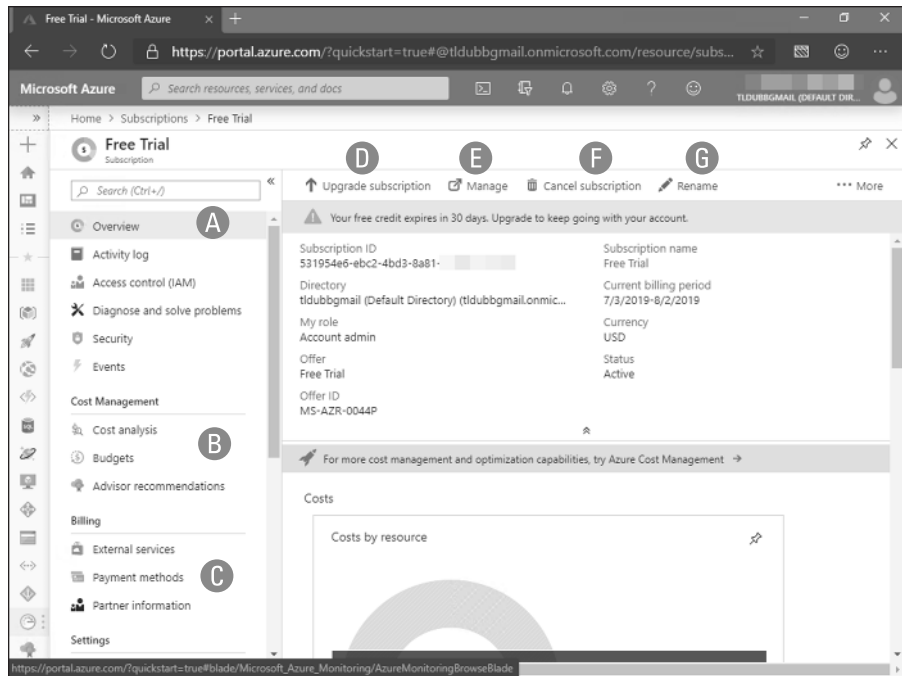 Free Trial - Microsoft Azure
https://portal.azure.com/?quickstart=true#@tldubbgmail.onmicrosoft.com/resource/subs...
Microsoft Azure
Search resources, services, and docs
TLDUBBGMAIL (DEFAULT DIR...
Home > Subscriptions > Free Trial
Free Trial
Subscription
Search (Ctrl+/)
D E F G
Upgrade subscription Manage Cancel subscription Rename ... More
Your free credit expires in 30 days. Upgrade to keep going with your account.
Overview A
Activity log
Access control (IAM)
Diagnose and solve problems
Security
Events
Cost Management
Cost analysis
B
Budgets
Advisor recommendations
Billing
External services
Payment methods C
Partner information
Settings
Subscription ID
531954e6-ebc2-4bd3-8a81-
Directory
tldubbgmail (Default Directory) (tldubbgmail.onmic...
My role
Account admin
Offer
Free Trial
Offer ID
MS-AZR-0044P
Subscription name
Free Trial
Current billing period
7/3/2019-8/2/2019
Currency
USD
Status
Active
For more cost management and optimization capabilities, try Azure Cost Management →
Costs
Costs by resource
https://portal.azure.com/?quickstart=true#blade/Microsoft_Azure_Monitoring/AzureMonitoringBrowseBlade